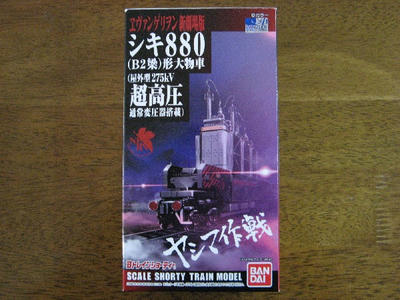 エヴァンゲリヲン新劇場版
シキ880
(B2梁)形大物車
(屋外型275kV
超高圧
通常変圧器搭載)
ヤシマ作戦
Bトレインショーティー
SCALE SHORTY TRAIN MODEL
BAN
DAI